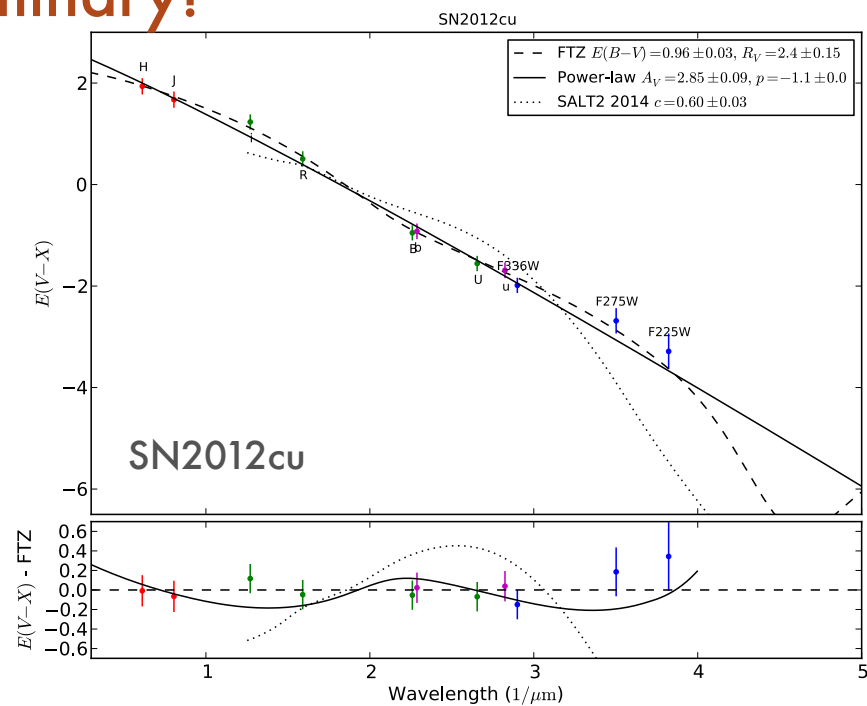 SN2012cu
FTZ E(B−V)=0.96±0.03, R_V=2.4±0.15
Power-law A_V=2.85±0.09, p=−1.1±0.0
SALT2 2014 c=0.60±0.03
H
J
i
R
B
b
U
u
F336W
F275W
F225W
E(V−X)
2
0
−2
−4
−6
SN2012cu
E(V−X) - FTZ
0.6
0.4
0.2
0.0
−0.2
−0.4
−0.6
1 2 3 4 5
Wavelength (1/μm)